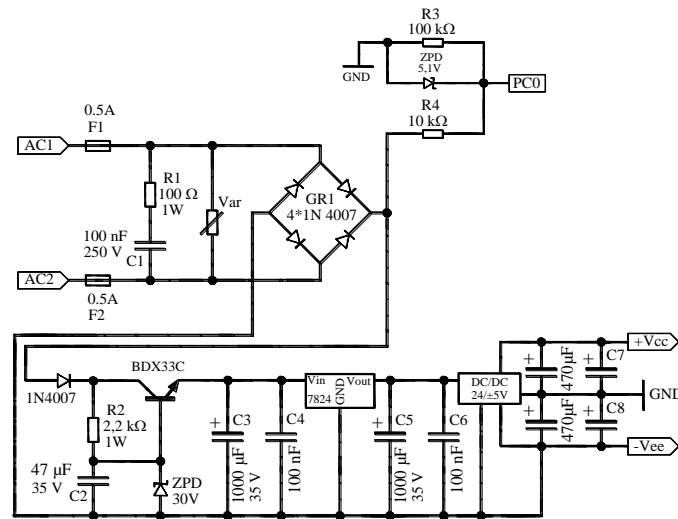 R3
100 kΩ
ZPD
5,1V
GND
PC0
R4
10 kΩ
0.5A
F1
AC1
R1
100 Ω
1W
Var
GR1
4*1N 4007
100 nF
250 V
C1
AC2
0.5A
F2
BDX33C
1N4007
R2
2,2 kΩ
1W
47 µF
35 V
C2
ZPD
30V
+
C3
1000 µF
35 V
C4
100 nF
Vin
Vout
GND
7824
+
C5
1000 µF
35 V
C6
100 nF
DC/DC
24/±5V
+
470µF
+
C7
+Vcc
GND
+
470µF
+
C8
-Vee